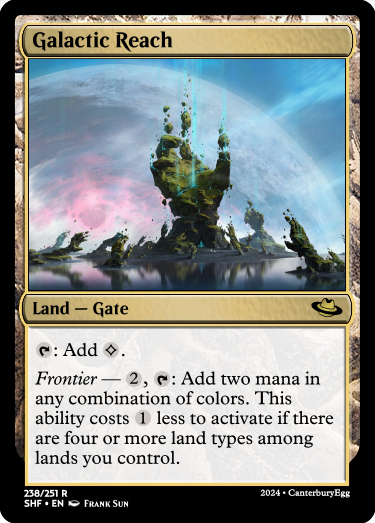 Galactic Reach
Land — Gate
: Add .
Frontier — 2, : Add two mana in
any combination of colors. This
ability costs 1 less to activate if there
are four or more land types among
lands you control.
238/251 R
SHF • EN Frank Sun
2024 • CanterburyEgg